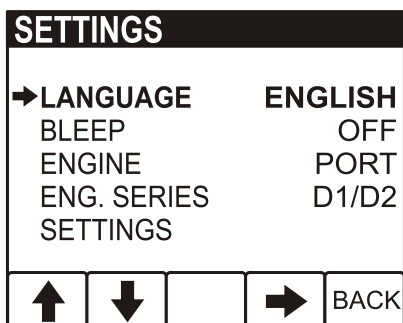 SETTINGS
LANGUAGE ENGLISH
BLEEP OFF
ENGINE PORT
ENG. SERIES D1/D2
SETTINGS
BACK